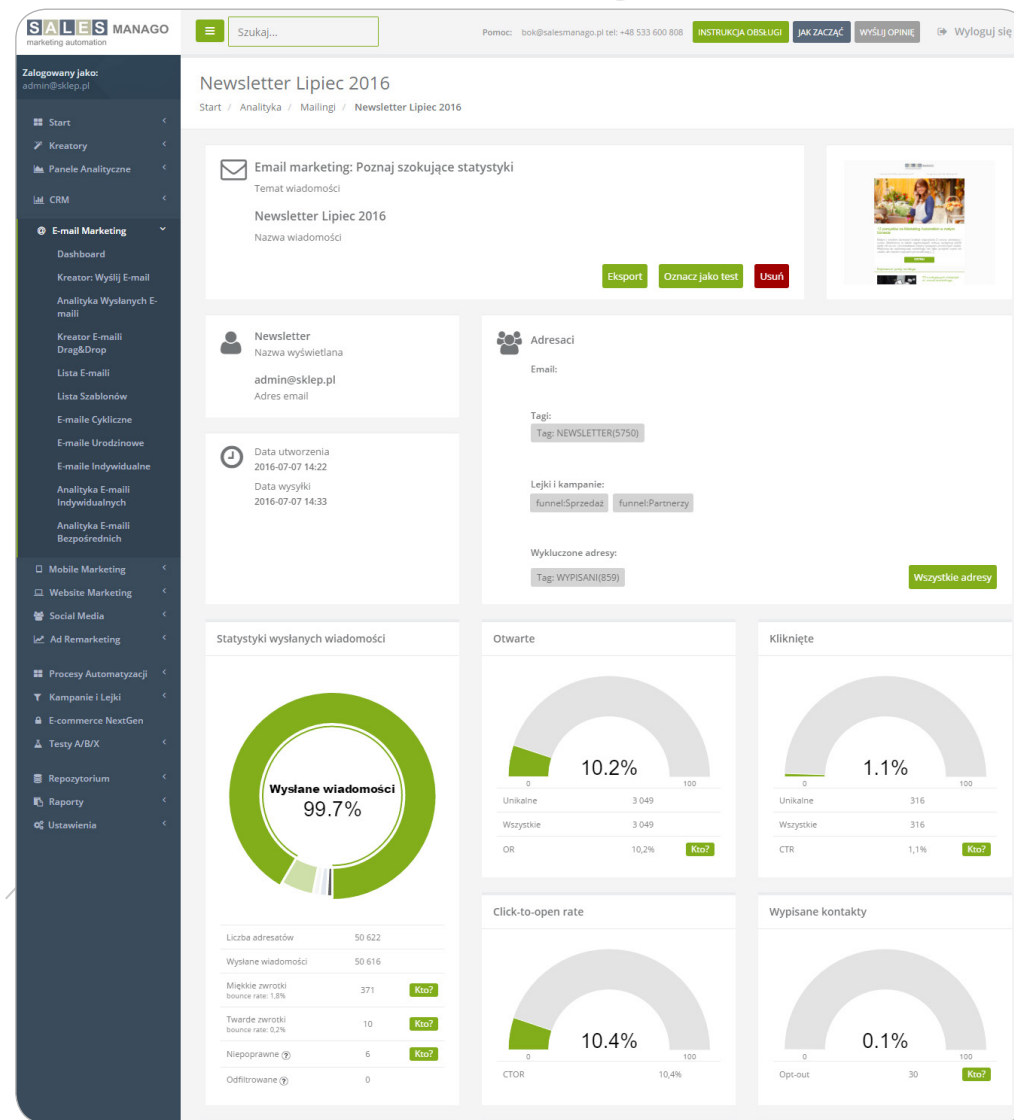 SALES MANAGO
marketing automation
Szukaj...
Pomoc: bok@salesmanago.pl tel: +48 533 600 808
INSTRUKCJA OBSŁUGI
JAK ZACZĄĆ
WYŚLIJ OPINIĘ
Wyloguj się
Zalogowany jako:
admin@sklep.pl
Start
Kreatory
Panele Analityczne
CRM
E-mail Marketing
Dashboard
Kreator: Wyślij E-mail
Analityka Wysłanych E-
maili
Kreator E-maili
Drag&Drop
Lista E-maili
Lista Szablonów
E-maile Cykliczne
E-maile Urodzinowe
E-maile Indywidualne
Analityka E-maili
Indywidualnych
Analityka E-maili
Bezpośrednich
Mobile Marketing
Website Marketing
Social Media
Ad Remarketing
Procesy Automatyzacji
Kampanie i Lejki
E-commerce NextGen
Testy A/B/X
Repozytorium
Raporty
Ustawienia
Newsletter Lipiec 2016
Start / Analityka / Mailingi / Newsletter Lipiec 2016
Email marketing: Poznaj szokujące statystyki
Temat wiadomości
Newsletter Lipiec 2016
Nazwa wiadomości
Eksport
Oznacz jako test
Usuń
Newsletter
Nazwa wyświetlana
admin@sklep.pl
Adres email
Data utworzenia
2016-07-07 14:22
Data wysyłki
2016-07-07 14:33
Adresaci
Email:
Tagi:
Tag: NEWSLETTER(5750)
Lejki i kampanie:
funnel:Sprzedaż
funnel:Partnerzy
Wykluczone adresy:
Tag: WYPISANI(859)
Wszystkie adresy
Statystyki wysłanych wiadomości
Wysłane wiadomości
99.7%
Liczba adresatów 50 622
Wysłane wiadomości 50 616
Miękkie zwrotki 371 Kto?
bounce rate: 1,8%
Twarde zwrotki 10 Kto?
bounce rate: 0,2%
Niepoprawne ? 6 Kto?
Odfiltrowane ? 0
Otwarte
10.2%
0 100
Unikalne 3 049
Wszystkie 3 049
OR 10,2% Kto?
Kliknięte
1.1%
0 100
Unikalne 316
Wszystkie 316
CTR 1,1% Kto?
Click-to-open rate
10.4%
0 100
CTOR 10,4%
Wypisane kontakty
0.1%
0 100
Opt-out 30 Kto?